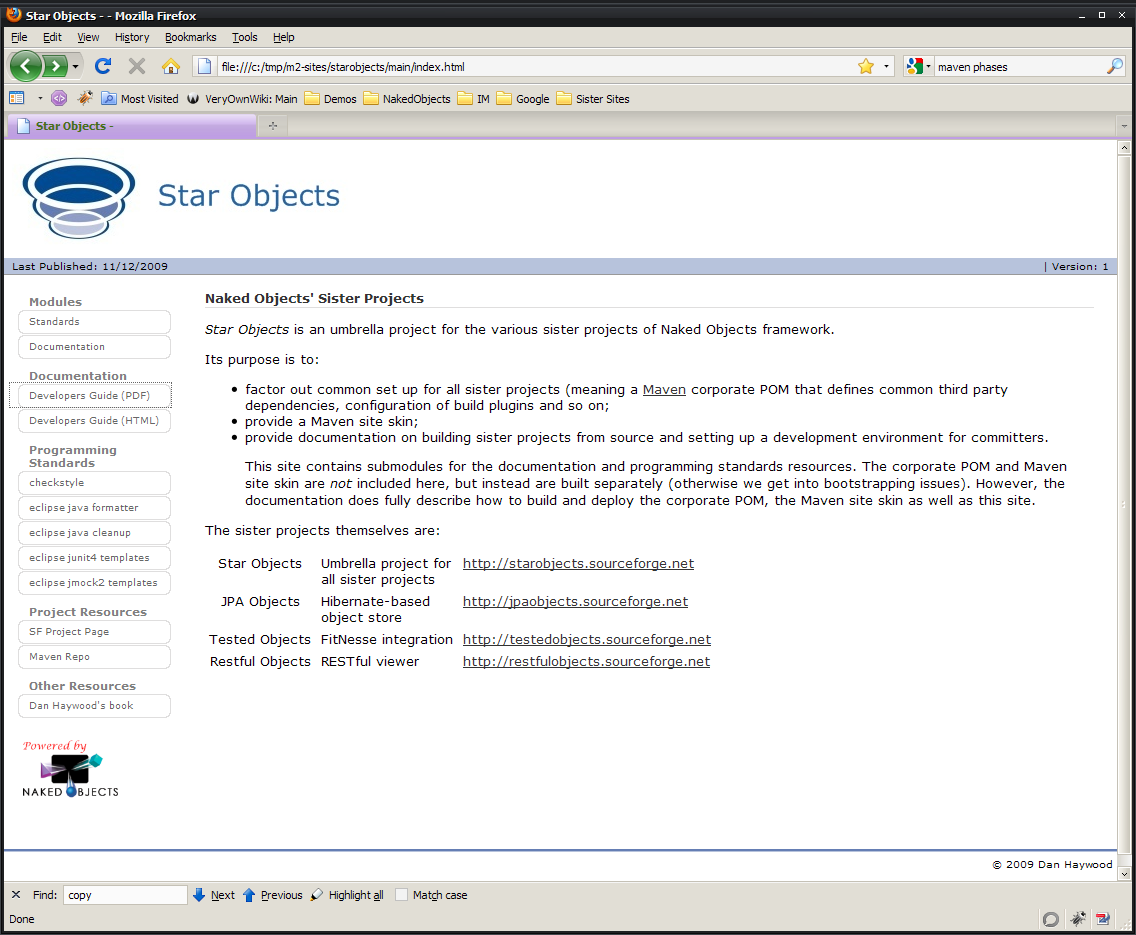 Star Objects - - Mozilla Firefox
File Edit View History Bookmarks Tools Help
file:///c:/tmp/m2-sites/starobjects/main/index.html
maven phases
Most Visited VeryOwnWiki: Main Demos NakedObjects IM Google Sister Sites
Star Objects -
Star Objects
Last Published: 11/12/2009 | Version: 1
Modules
Standards
Documentation
Documentation
Developers Guide (PDF)
Developers Guide (HTML)
Programming
Standards
checkstyle
eclipse java formatter
eclipse java cleanup
eclipse junit4 templates
eclipse jmock2 templates
Project Resources
SF Project Page
Maven Repo
Other Resources
Dan Haywood's book
Powered by
NAKED OBJECTS
Naked Objects' Sister Projects
Star Objects is an umbrella project for the various sister projects of Naked Objects framework.
Its purpose is to:
• factor out common set up for all sister projects (meaning a Maven corporate POM that defines common third party
dependencies, configuration of build plugins and so on;
• provide a Maven site skin;
• provide documentation on building sister projects from source and setting up a development environment for committers.
This site contains submodules for the documentation and programming standards resources. The corporate POM and Maven
site skin are not included here, but instead are built separately (otherwise we get into bootstrapping issues). However, the
documentation does fully describe how to build and deploy the corporate POM, the Maven site skin as well as this site.
The sister projects themselves are:
Star Objects Umbrella project for http://starobjects.sourceforge.net
all sister projects
JPA Objects Hibernate-based http://jpaobjects.sourceforge.net
object store
Tested Objects FitNesse integration http://testedobjects.sourceforge.net
Restful Objects RESTful viewer http://restfulobjects.sourceforge.net
© 2009 Dan Haywood
Find: copy Next Previous Highlight all Match case
Done